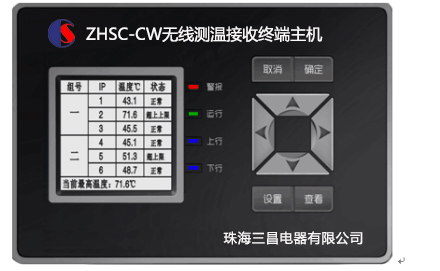 ZHSC-CW无线测温接收终端主机
组号 IP 温度℃ 状态
一 1 43.1 正常
2 71.6 超上上限
3 45.5 正常
二 4 45.1 正常
5 51.3 超上限
6 48.7 正常
当前最高温度：71.6℃
警报
运行
上行
下行
取消 确定
设置 查看
珠海三昌电器有限公司